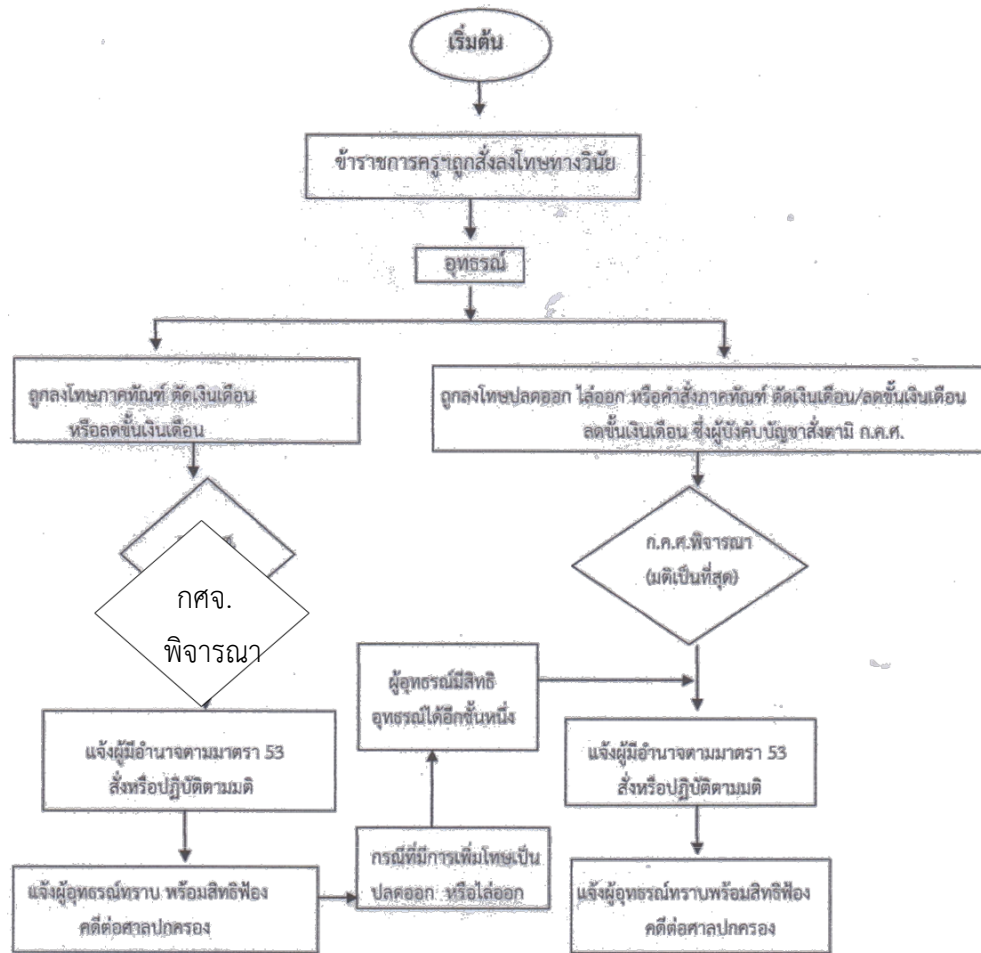 เริ่มต้น
ข้าราชการครูฯถูกสั่งลงโทษทางวินัย
อุทธรณ์
ถูกลงโทษภาคทัณฑ์ ตัดเงินเดือน
หรือลดขั้นเงินเดือน
ถูกลงโทษปลดออก ไล่ออก หรือคำสั่งภาคทัณฑ์ ตัดเงินเดือน/ลดขั้นเงินเดือน
ลดขั้นเงินเดือน ซึ่งผู้บังคับบัญชาสั่งตามิ ก.ค.ศ.
กศจ.
พิจารณา
ก.ค.ศ.พิจารณา
(มติเป็นที่สุด)
ผู้อุทธรณ์มีสิทธิ
อุทธรณ์ได้อีกชั้นหนึ่ง
แจ้งผู้มีอำนาจตามมาตรา 53
สั่งหรือปฏิบัติตามมติ
แจ้งผู้มีอำนาจตามมาตรา 53
สั่งหรือปฏิบัติตามมติ
แจ้งผู้อุทธรณ์ทราบ พร้อมสิทธิฟ้อง
คดีต่อศาลปกครอง
กรณีที่มีการเพิ่มโทษเป็น
ปลดออก หรือไล่ออก
แจ้งผู้อุทธรณ์ทราบพร้อมสิทธิฟ้อง
คดีต่อศาลปกครอง